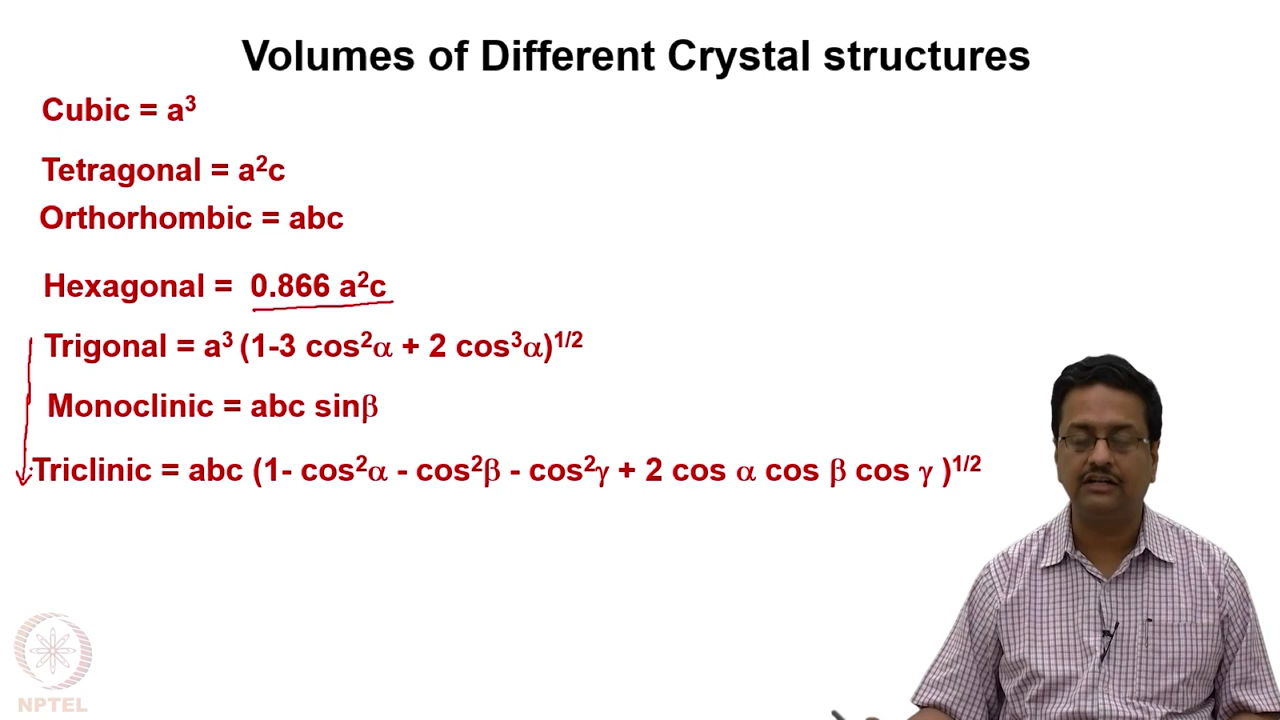 Volumes of Different Crystal structures
Cubic = a³
Tetragonal = a²c
Orthorhombic = abc
Hexagonal = 0.866 a²c
Trigonal = a³ (1-3 cos²α + 2 cos³α)¹/²
Monoclinic = abc sinβ
Triclinic = abc (1- cos²α - cos²β - cos²γ + 2 cos α cos β cos γ )¹/²
NPTEL